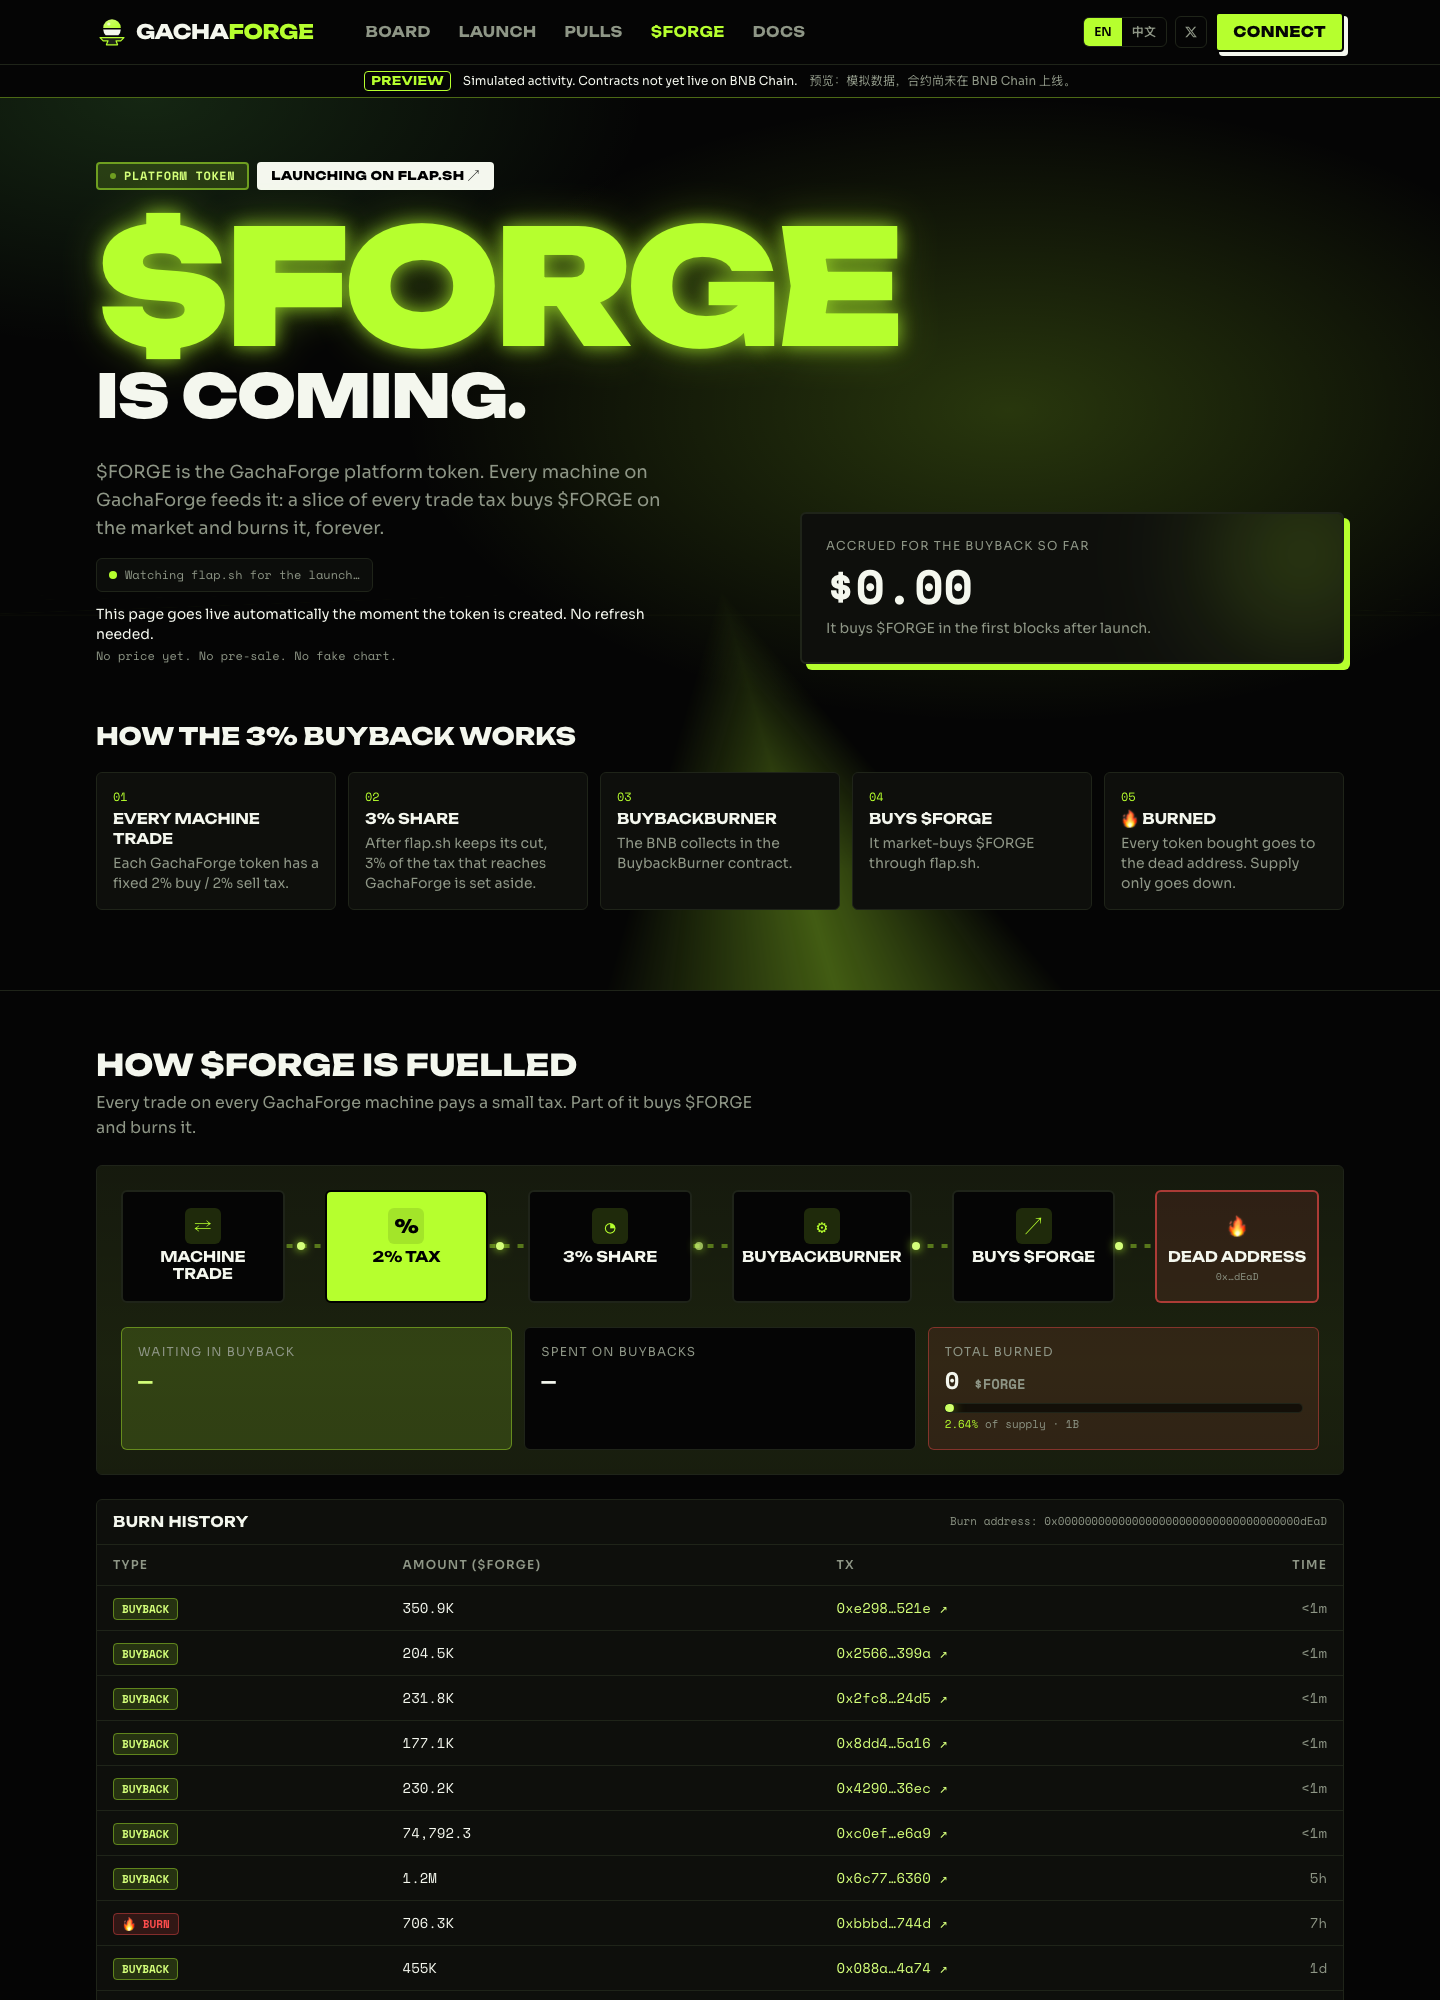 GACHAFORGE
BOARD LAUNCH PULLS $FORGE DOCS
EN 中文 X CONNECT
PREVIEW Simulated activity. Contracts not yet live on BNB Chain. 预览：模拟数据，合约尚未在 BNB Chain 上线。
PLATFORM TOKEN
LAUNCHING ON FLAP.SH ↗
$FORGE
IS COMING.
$FORGE is the GachaForge platform token. Every machine on
GachaForge feeds it: a slice of every trade tax buys $FORGE on
the market and burns it, forever.
Watching flap.sh for the launch…
This page goes live automatically the moment the token is created. No refresh
needed.
No price yet. No pre-sale. No fake chart.
ACCRUED FOR THE BUYBACK SO FAR
$0.00
It buys $FORGE in the first blocks after launch.
HOW THE 3% BUYBACK WORKS
01
EVERY MACHINE
TRADE
Each GachaForge token has a
fixed 2% buy / 2% sell tax.
02
3% SHARE
After flap.sh keeps its cut,
3% of the tax that reaches
GachaForge is set aside.
03
BUYBACKBURNER
The BNB collects in the
BuybackBurner contract.
04
BUYS $FORGE
It market-buys $FORGE
through flap.sh.
05
🔥 BURNED
Every token bought goes to
the dead address. Supply
only goes down.
HOW $FORGE IS FUELLED
Every trade on every GachaForge machine pays a small tax. Part of it buys $FORGE
and burns it.
⇄
MACHINE
TRADE
%
2% TAX
◔
3% SHARE
⚙
BUYBACKBURNER
↗
BUYS $FORGE
🔥
DEAD ADDRESS
0x…dEaD
WAITING IN BUYBACK
—
SPENT ON BUYBACKS
—
TOTAL BURNED
0 $FORGE
2.64% of supply · 1B
BURN HISTORY
Burn address: 0x000000000000000000000000000000000000dEaD
TYPE AMOUNT ($FORGE) TX TIME
BUYBACK 350.9K 0xe298…521e ↗ <1m
BUYBACK 204.5K 0x2566…399a ↗ <1m
BUYBACK 231.8K 0x2fc8…24d5 ↗ <1m
BUYBACK 177.1K 0x8dd4…5a16 ↗ <1m
BUYBACK 230.2K 0x4290…36ec ↗ <1m
BUYBACK 74,792.3 0xc0ef…e6a9 ↗ <1m
BUYBACK 1.2M 0x6c77…6360 ↗ 5h
🔥 BURN 706.3K 0xbbbd…744d ↗ 7h
BUYBACK 455K 0x088a…4a74 ↗ 1d